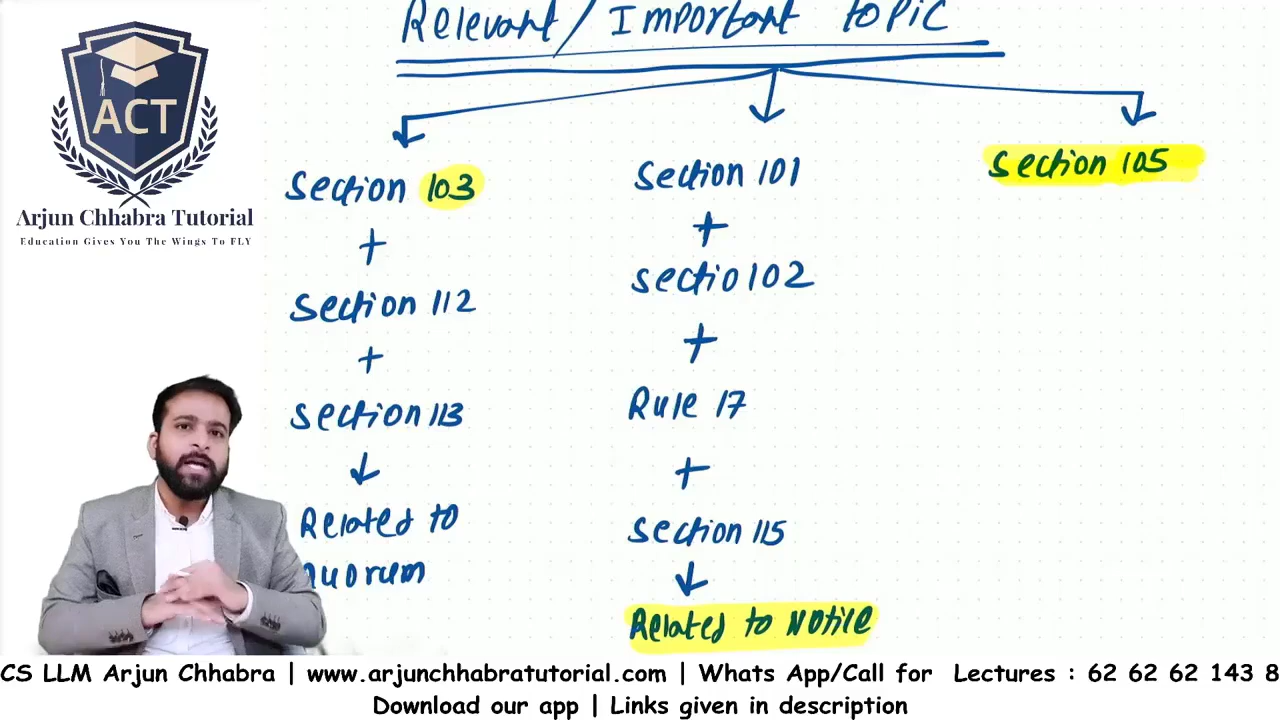 Relevant/Important topic
ACT
Arjun Chhabra Tutorial
Education Gives You The Wings To FLY
Section 103
+
Section 112
+
Section 113
Related to
quorum
Section 101
+
Sectio102
+
Rule 17
+
Section 115
Related to Notice
Section 105
CS LLM Arjun Chhabra | www.arjunchhabratutorial.com | Whats App/Call for Lectures : 62 62 62 143 8
Download our app | Links given in description